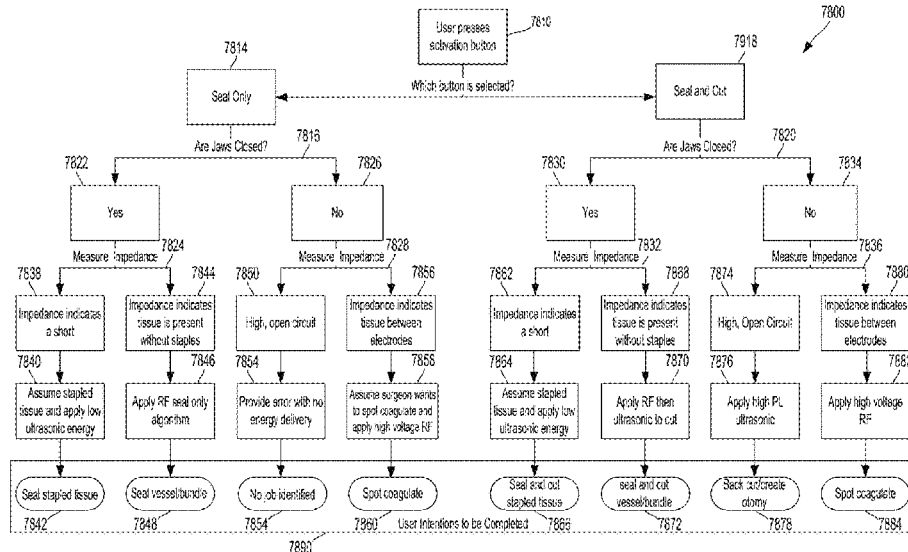 7800
User presses
activation button
7810
7814
7918
Which button is selected?
Seal Only
Seal and Cut
Are Jaws Closed?
7816
Are Jaws Closed?
7820
7822
7826
7830
7834
Yes
No
Yes
No
Measure Impedance
7824
Measure Impedance
7828
Measure Impedance
7832
Measure Impedance
7836
7838
7844
7850
7856
7862
7868
7874
7880
Impedance indicates
a short
Impedance indicates
tissue is present
without staples
High, open circuit
Impedance indicates
tissue between
electrodes
Impedance indicates
a short
Impedance indicates
tissue is present
without staples
High, Open Circuit
Impedance indicates
tissue between
electrodes
7840
7846
7854
7858
7864
7870
7876
7882
Assume stapled
tissue and apply low
ultrasonic energy
Apply RF seal only
algorithm
Provide error with no
energy delivery
Assume surgeon wants
to spot coagulate and
apply high voltage RF
Assume stapled
tissue and apply low
ultrasonic energy
Apply RF then
ultrasonic to cut
Apply high PL
ultrasonic
Apply high voltage
RF
Seal stapled tissue
Seal vessel/bundle
No job identified
Spot coagulate
Seal and cut
stapled tissue
seal and cut
vessel/bundle
Back cut/create
otomy
Spot coagulate
7842
7848
7854
7860
User Intentions to be Completed
7866
7872
7878
7884
7890